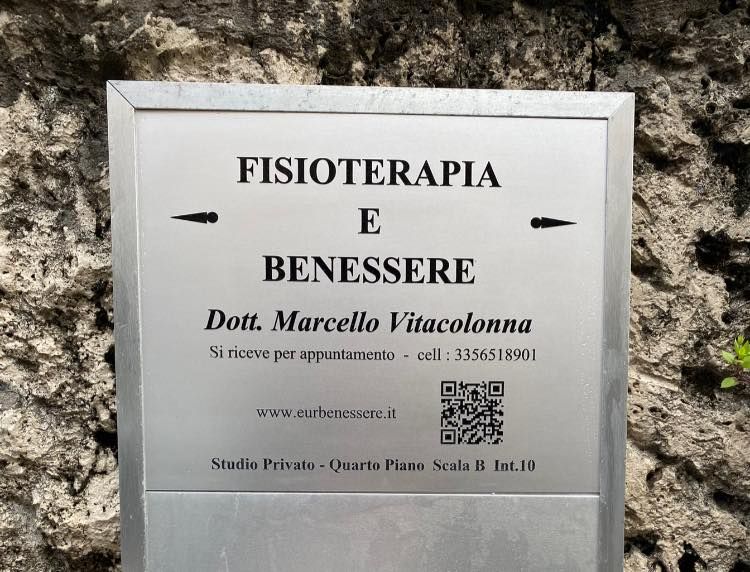 FISIOTERAPIA
E
BENESSERE
Dott. Marcello Vitacolonna
Si riceve per appuntamento - cell : 3356518901
www.eurbenessere.it
Studio Privato - Quarto Piano Scala B Int.10